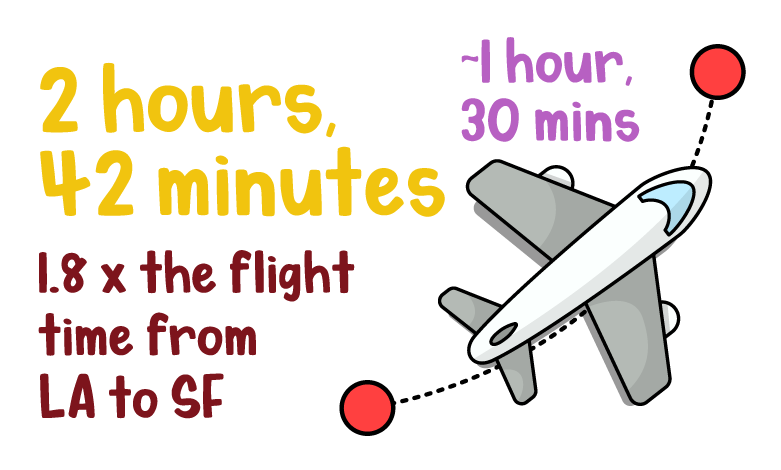 2 hours,
42 minutes
1.8 x the flight
time from
LA to SF
~1 hour,
30 mins